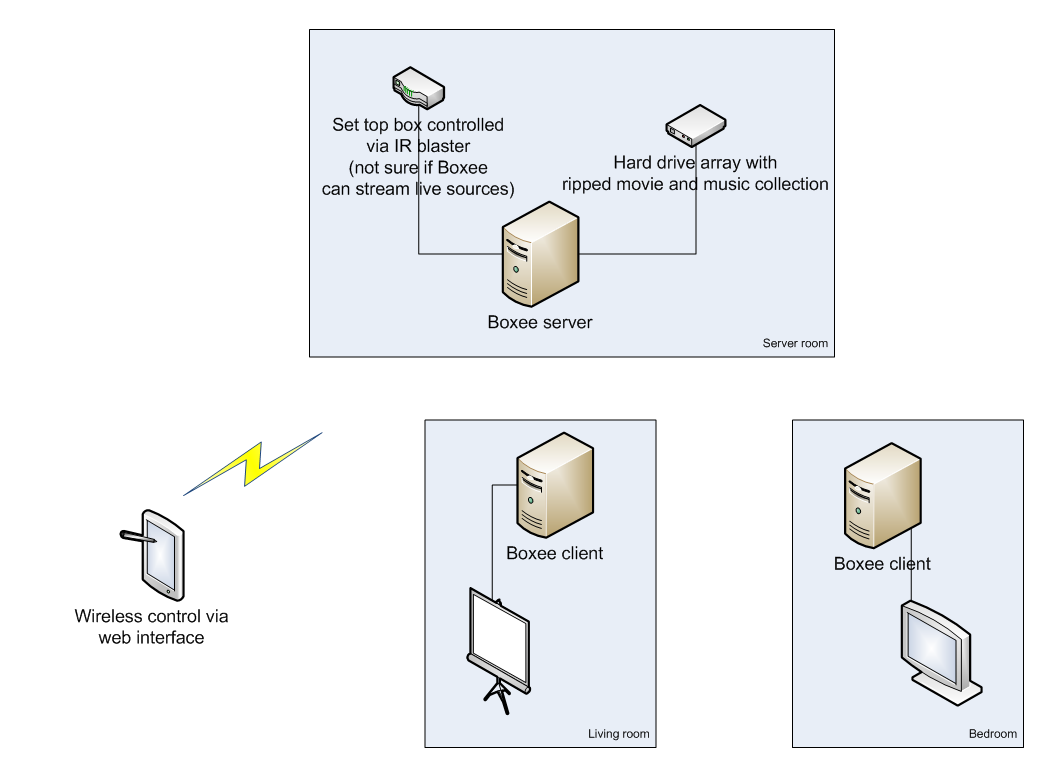 Set top box controlled
via IR blaster
(not sure if Boxee
can stream live sources)
Hard drive array with
ripped movie and music collection
Boxee server
Server room
Wireless control via
web interface
Boxee client
Living room
Boxee client
Bedroom